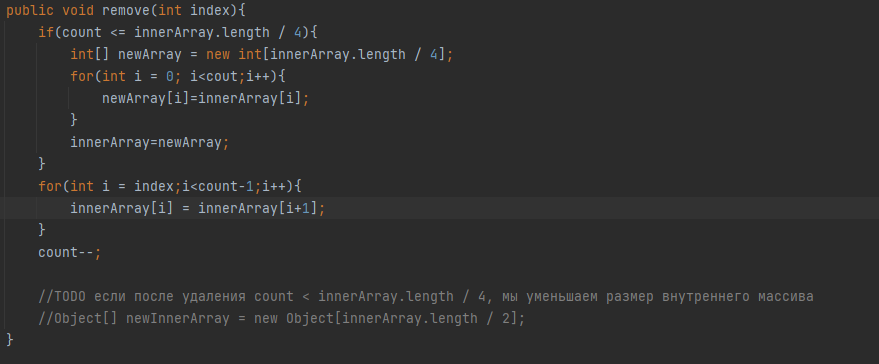 public void remove(int index){
if(count <= innerArray.length / 4){
int[] newArray = new int[innerArray.length / 4];
for(int i = 0; i<cout;i++){
newArray[i]=innerArray[i];
}
innerArray=newArray;
}
for(int i = index;i<count-1;i++){
innerArray[i] = innerArray[i+1];
}
count--;
//TODO если после удаления count < innerArray.length / 4, мы уменьшаем размер внутреннего массива
//Object[] newInnerArray = new Object[innerArray.length / 2];
}